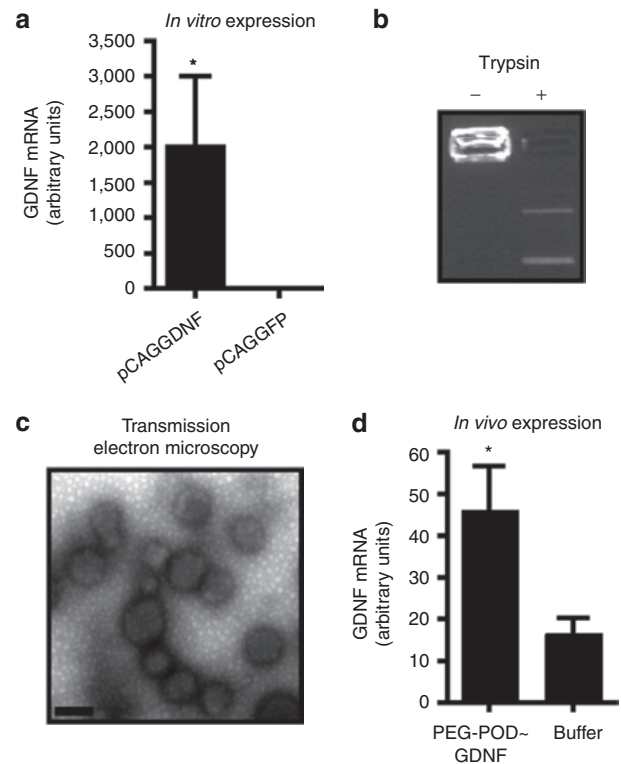 a
In vitro expression
GDNF mRNA
(arbitrary units)
3,500
3,000
2,500
2,000
1,500
1,000
500
0
*
pCAGGDNF
pCAGGFP
b
Trypsin
– +
c
Transmission
electron microscopy
d
In vivo expression
GDNF mRNA
(arbitrary units)
60
50
40
30
20
10
0
*
PEG-POD~
GDNF
Buffer